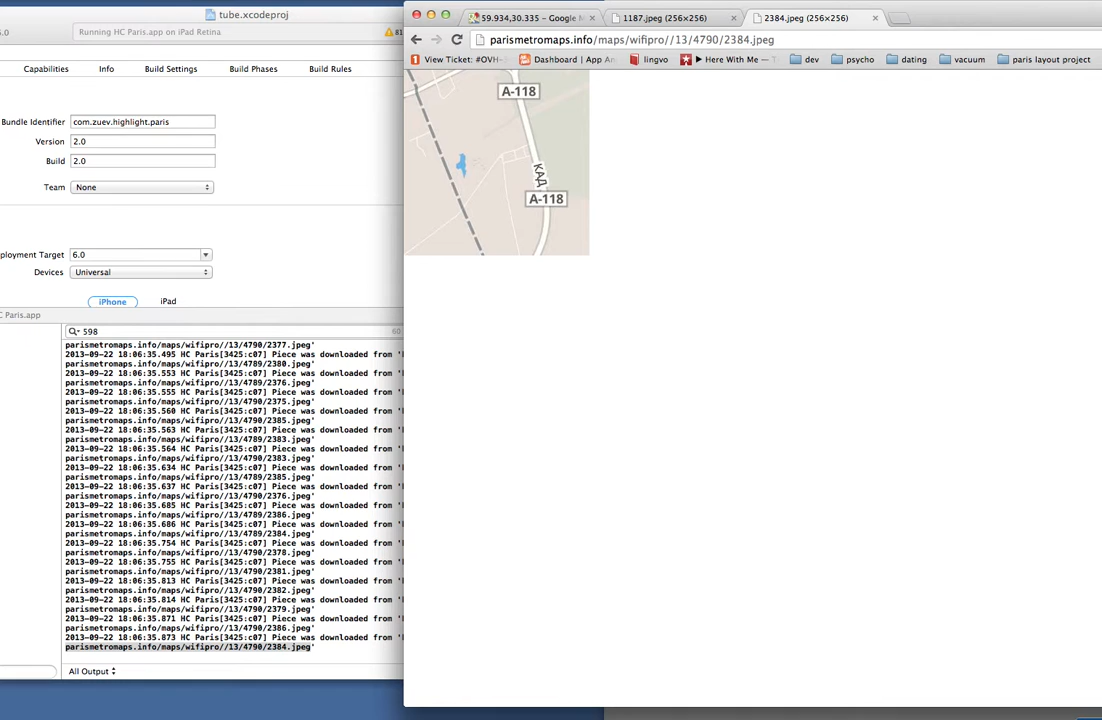 tube.xcodeproj
Running HC Paris.app on iPad Retina
Capabilities Info Build Settings Build Phases Build Rules
Bundle Identifier com.zuev.highlight.paris
Version 2.0
Build 2.0
Team None
ployment Target 6.0
Devices Universal
iPhone iPad
C Paris.app
598 60
parismetromaps.info/maps/wifipro//13/4790/2377.jpeg'
2013-09-22 18:06:35.495 HC Paris[3425:c07] Piece was downloaded from '
parismetromaps.info/maps/wifipro//13/4789/2380.jpeg'
2013-09-22 18:06:35.553 HC Paris[3425:c07] Piece was downloaded from '
parismetromaps.info/maps/wifipro//13/4789/2376.jpeg'
2013-09-22 18:06:35.555 HC Paris[3425:c07] Piece was downloaded from '
parismetromaps.info/maps/wifipro//13/4790/2375.jpeg'
2013-09-22 18:06:35.560 HC Paris[3425:c07] Piece was downloaded from '
parismetromaps.info/maps/wifipro//13/4790/2385.jpeg'
2013-09-22 18:06:35.563 HC Paris[3425:c07] Piece was downloaded from '
parismetromaps.info/maps/wifipro//13/4789/2383.jpeg'
2013-09-22 18:06:35.564 HC Paris[3425:c07] Piece was downloaded from '
parismetromaps.info/maps/wifipro//13/4790/2383.jpeg'
2013-09-22 18:06:35.634 HC Paris[3425:c07] Piece was downloaded from '
parismetromaps.info/maps/wifipro//13/4789/2385.jpeg'
2013-09-22 18:06:35.637 HC Paris[3425:c07] Piece was downloaded from '
parismetromaps.info/maps/wifipro//13/4790/2376.jpeg'
2013-09-22 18:06:35.685 HC Paris[3425:c07] Piece was downloaded from '
parismetromaps.info/maps/wifipro//13/4789/2386.jpeg'
2013-09-22 18:06:35.686 HC Paris[3425:c07] Piece was downloaded from '
parismetromaps.info/maps/wifipro//13/4789/2384.jpeg'
2013-09-22 18:06:35.754 HC Paris[3425:c07] Piece was downloaded from '
parismetromaps.info/maps/wifipro//13/4790/2378.jpeg'
2013-09-22 18:06:35.755 HC Paris[3425:c07] Piece was downloaded from '
parismetromaps.info/maps/wifipro//13/4790/2381.jpeg'
2013-09-22 18:06:35.813 HC Paris[3425:c07] Piece was downloaded from '
parismetromaps.info/maps/wifipro//13/4790/2382.jpeg'
2013-09-22 18:06:35.814 HC Paris[3425:c07] Piece was downloaded from '
parismetromaps.info/maps/wifipro//13/4790/2379.jpeg'
2013-09-22 18:06:35.871 HC Paris[3425:c07] Piece was downloaded from '
parismetromaps.info/maps/wifipro//13/4790/2386.jpeg'
2013-09-22 18:06:35.873 HC Paris[3425:c07] Piece was downloaded from '
parismetromaps.info/maps/wifipro//13/4790/2384.jpeg'
All Output
59.934,30.335 – Google M 1187.jpeg (256×256) 2384.jpeg (256×256)
parismetromaps.info/maps/wifipro//13/4790/2384.jpeg
View Ticket: #OVH- Dashboard | App An lingvo ▶ Here With Me — dev psycho dating vacuum paris layout project
A-118
КАД
A-118